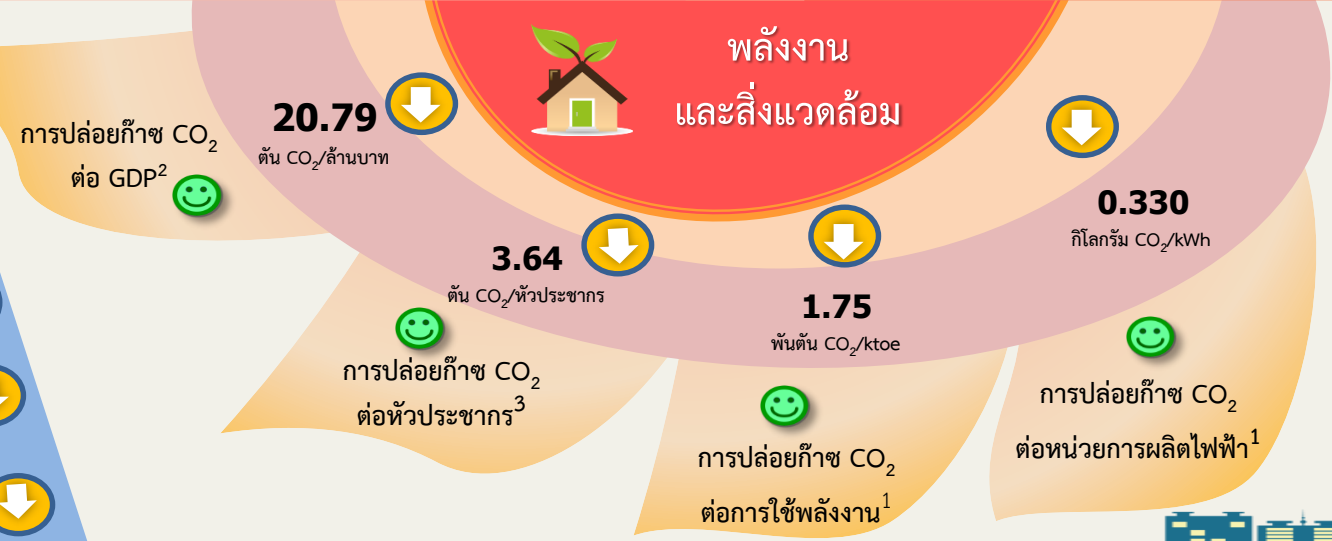 พลังงาน
และสิ่งแวดล้อม
การปล่อยก๊าซ CO₂
ต่อ GDP²
20.79
ตัน CO₂/ล้านบาท
3.64
ตัน CO₂/หัวประชากร
การปล่อยก๊าซ CO₂
ต่อหัวประชากร³
1.75
พันตัน CO₂/ktoe
การปล่อยก๊าซ CO₂
ต่อการใช้พลังงาน¹
0.330
กิโลกรัม CO₂/kWh
การปล่อยก๊าซ CO₂
ต่อหน่วยการผลิตไฟฟ้า¹